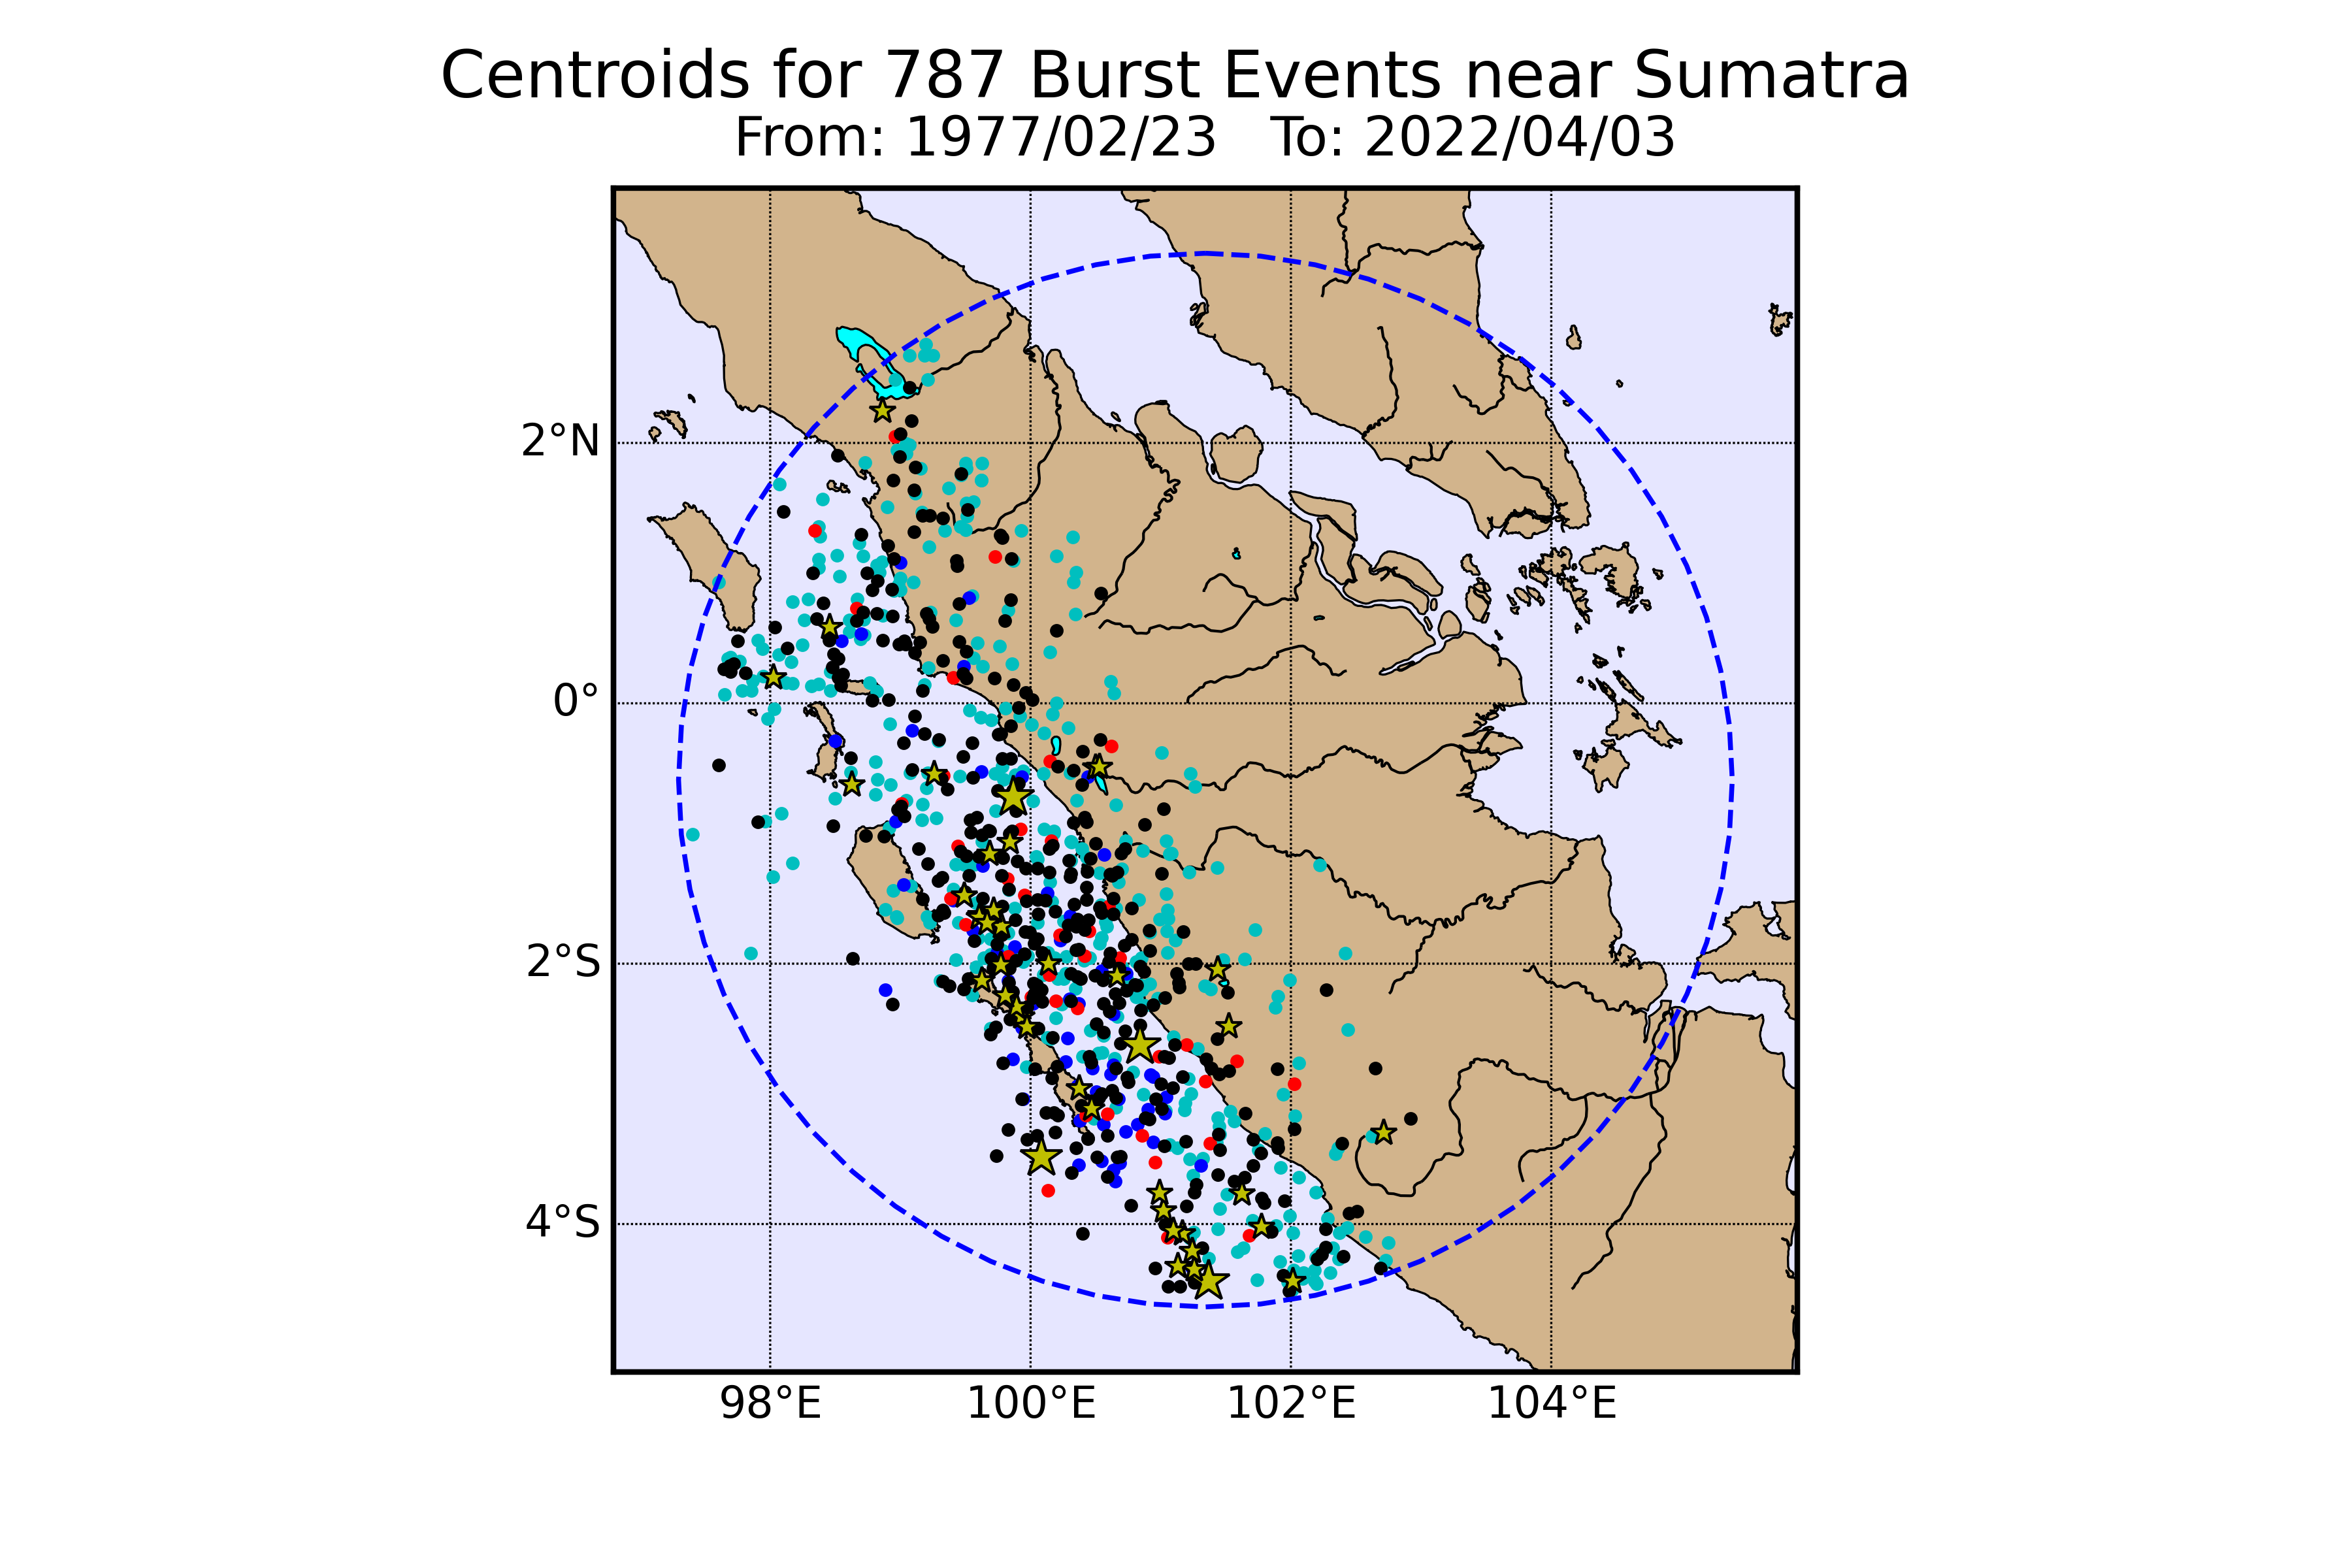 Centroids for 787 Burst Events near Sumatra
From: 1977/02/23   To: 2022/04/03
2°N
0°
2°S
4°S
98°E 100°E 102°E 104°E